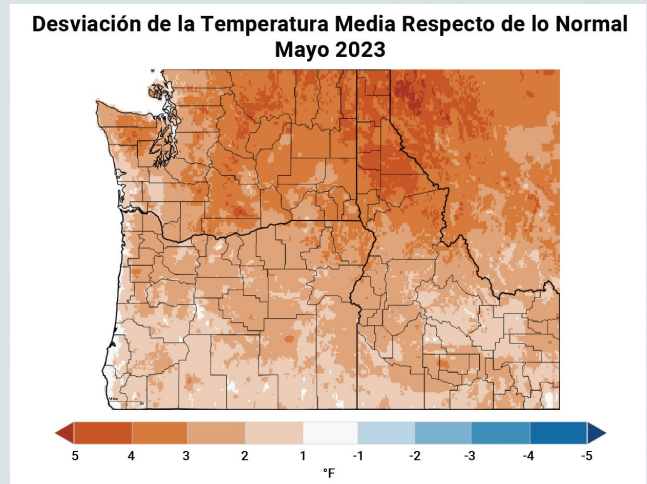 Desviación de la Temperatura Media Respecto de lo Normal
Mayo 2023
5 4 3 2 1 -1 -2 -3 -4 -5
°F